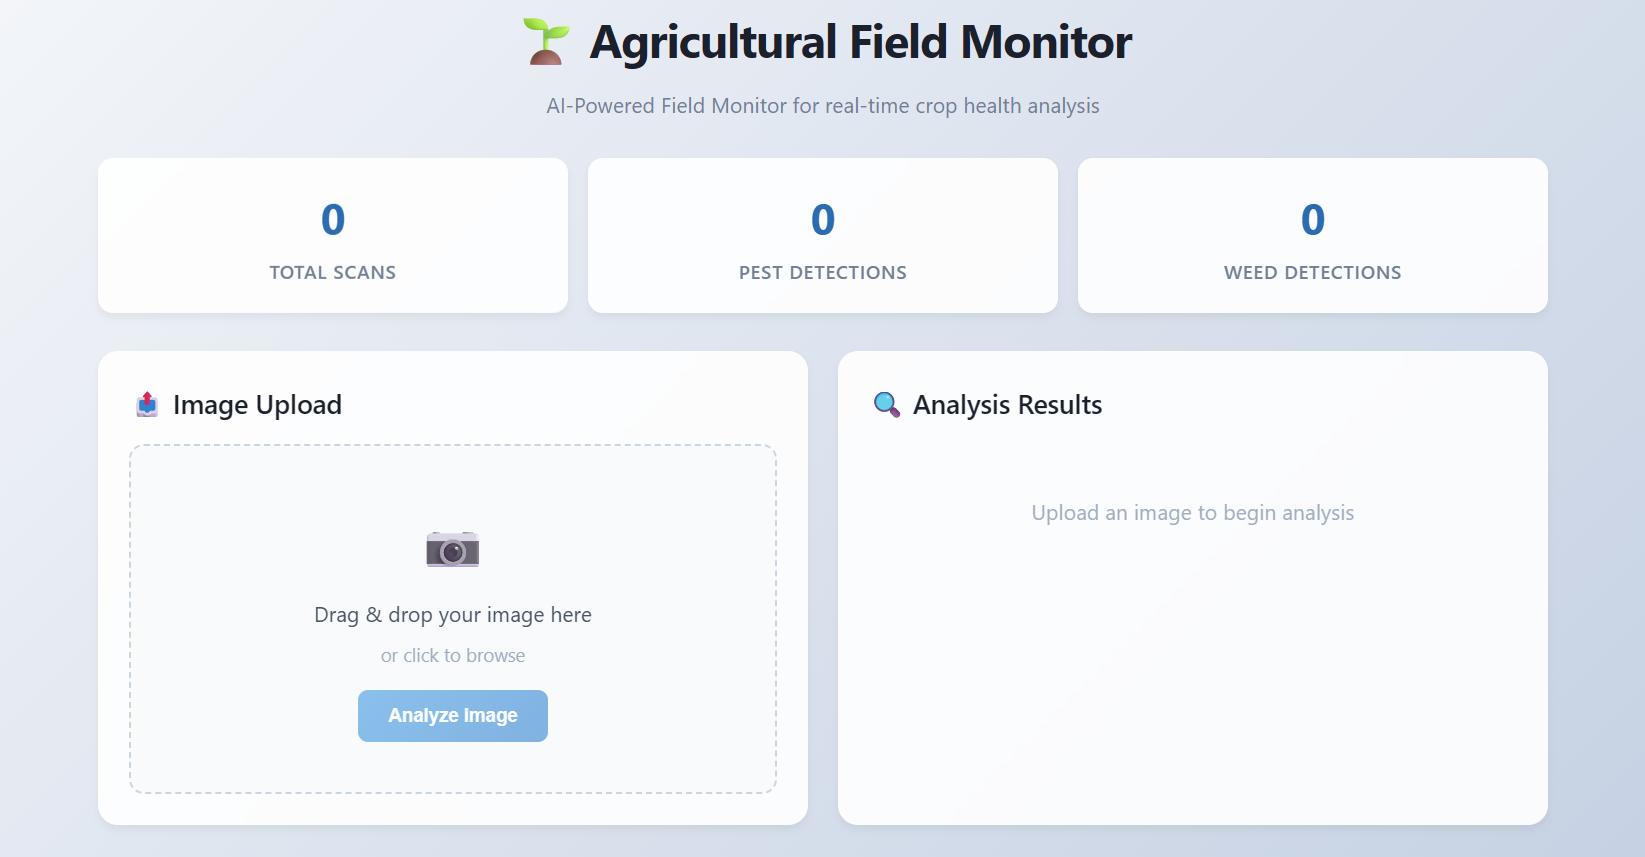 Agricultural Field Monitor
AI-Powered Field Monitor for real-time crop health analysis
0
TOTAL SCANS
0
PEST DETECTIONS
0
WEED DETECTIONS
Image Upload
Drag & drop your image here
or click to browse
Analyze Image
Analysis Results
Upload an image to begin analysis